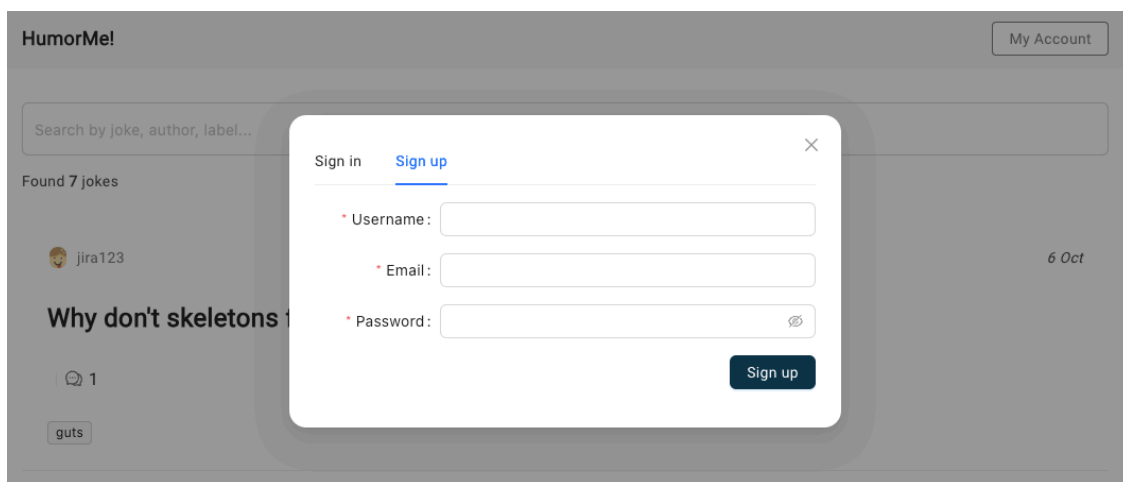 HumorMe!
My Account
Search by joke, author, label...
Found 7 jokes
jira123
6 Oct
Why don't skeletons
1
guts
Sign in
Sign up
* Username:
* Email:
* Password:
Sign up